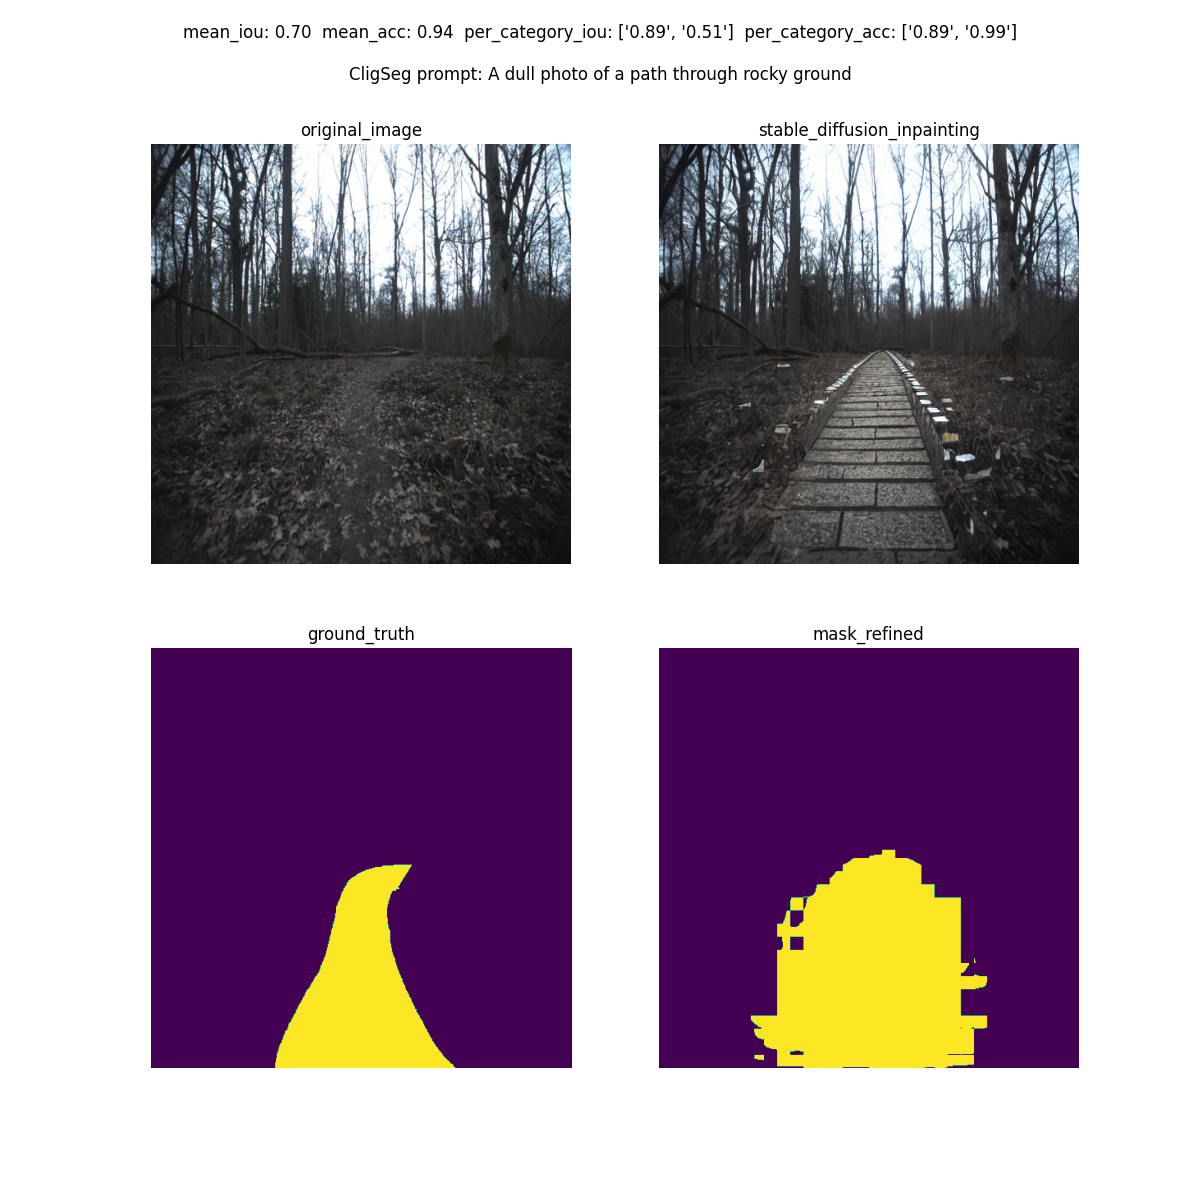 mean_iou: 0.70  mean_acc: 0.94  per_category_iou: ['0.89', '0.51']  per_category_acc: ['0.89', '0.99']
CligSeg prompt: A dull photo of a path through rocky ground
original_image
stable_diffusion_inpainting
ground_truth
mask_refined